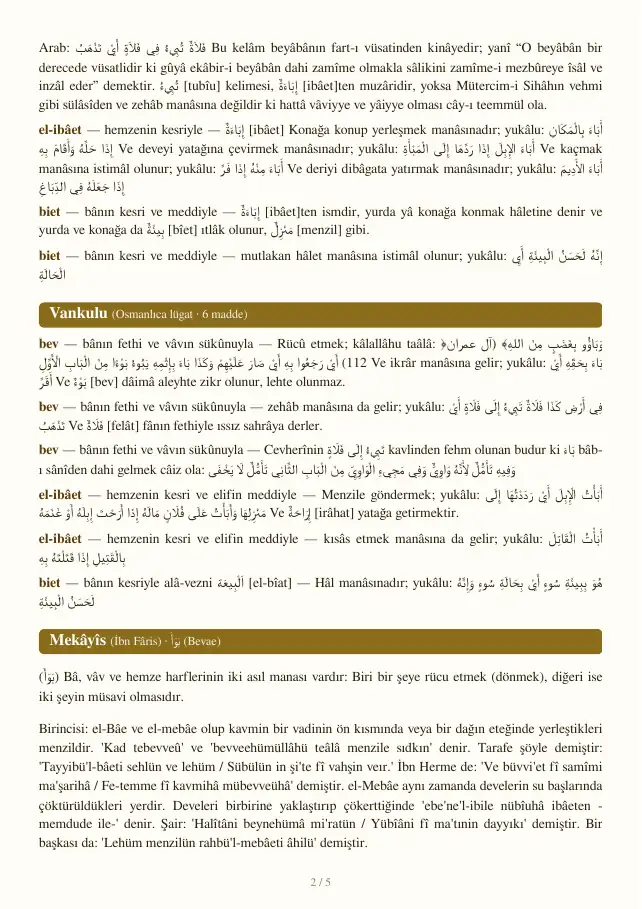 Arab: فَلَاةٌ تُبِيءُ فِي فَلَاةٍ أَيْ تَذْهَبُ Bu kelâm beyâbânın fart-ı vüsatinden kinâyedir; yanî “O beyâbân bir
derecede vüsatlidir ki gûyâ ekâbir-i beyâbân dahi zamîme olmakla sâlikini zamîme-i mezbûreye îsâl ve
inzâl eder” demektir. تُبِيءُ [tubîu] kelimesi, إِبَاءَةٌ [ibâet]ten muzâridir, yoksa Mütercim-i Sihâhın vehmi
gibi sülâsîden ve zehâb manâsına değildir ki hattâ vâviyye ve yâiyye olması cây-ı teemmül ola.
el-ibâet — hemzenin kesriyle — إِبَاءَةٌ [ibâet] Konağa konup yerleşmek manâsınadır; yukâlu: أَبَاءَ بِالْمَكَانِ
إِذَا حَلَّهُ وَأَقَامَ بِهِ Ve deveyi yatağına çevirmek manâsınadır; yukâlu: أَبَاءَ الإِبِلَ إِذَا رَدَّهَا إِلَى الْمَبَأَةِ Ve kaçmak
manâsına istimâl olunur; yukâlu: أَبَاءَ مِنْهُ إِذَا فَرَّ Ve deriyi dibâgata yatırmak manâsınadır; yukâlu: أَبَاءَ الأَدِيمَ
إِذَا جَعَلَهُ فِي الدِّبَاغِ
biet — bânın kesri ve meddiyle — إِبَاءَةٌ [ibâet]ten ismdir, yurda yâ konağa konmak hâletine denir ve
yurda ve konağa da بِيئَةٌ [bîet] ıtlâk olunur, مَنْزِلٌ [menzil] gibi.
biet — bânın kesri ve meddiyle — mutlakan hâlet manâsına istimâl olunur; yukâlu: إِنَّهُ لَحَسَنُ الْبِيئَةِ أَيِ
الْحَالَةِ
Vankulu (Osmanlıca lügat · 6 madde)
bev — bânın fethi ve vâvın sükûnuyla — Rücû etmek; kâlallâhu taâlâ: ﴿وَبَاؤُو بِغَضَبٍ مِنَ اللهِ﴾ (آل عمران
112) أَيْ رَجَعُوا بِهِ أَيْ صَارَ عَلَيْهِمْ وَكَذَا بَاءَ بِإِثْمِهِ يَبُوءُ بَوْءًا مِنَ الْبَابِ الْأَوَّلِ Ve ikrâr manâsına gelir; yukâlu: بَاءَ بِحَقِّهِ أَيْ
أَقَرَّ Ve بَوْءٌ [bev] dâimâ aleyhte zikr olunur, lehte olunmaz.
bev — bânın fethi ve vâvın sükûnuyla — zehâb manâsına da gelir; yukâlu: فِي أَرْضِ كَذَا فَلَاةٌ تَبِيءُ إِلَى فَلَاةٍ أَيْ
تَذْهَبُ Ve فَلَاةٌ [felât] fânın fethiyle ıssız sahrâya derler.
bev — bânın fethi ve vâvın sükûnuyla — Cevherînin تَبِيءُ إِلَى فَلَاةٍ kavlinden fehm olunan budur ki بَاءَ bâb-
ı sânîden dahi gelmek câiz ola: وَفِيهِ تَأَمُّلٌ لِأَنَّهُ وَاوِيٌّ وَفِي مَجِيءِ الْوَاوِيِّ مِنَ الْبَابِ الثَّانِي تَأَمُّلٌ لَا يَخْفَى
el-ibâet — hemzenin kesri ve elifin meddiyle — Menzile göndermek; yukâlu: أَبَأْتُ الْإِبِلَ أَيْ رَدَدْتُهَا إِلَى
مَنْزِلِهَا وَأَبَأْتُ عَلَى فُلَانٍ مَالَهُ إِذَا أَرَحْتَ إِبِلَهُ أَوْ غَنَمَهُ Ve إِرَاحَةٌ [irâhat] yatağa getirmektir.
el-ibâet — hemzenin kesri ve elifin meddiyle — kısâs etmek manâsına da gelir; yukâlu: أَبَأْتُ الْقَاتِلَ
بِالْقَتِيلِ إِذَا قَتَلْتَهُ بِهِ
biet — bânın kesriyle alâ-vezni اَلْبِيعَة [el-bîat] — Hâl manâsınadır; yukâlu: هُوَ بِبِيئَةِ سُوءٍ أَيْ بِحَالَةِ سُوءٍ وَإِنَّهُ
لَحَسَنُ الْبِيئَةِ
Mekâyîs (İbn Fâris) · بَوَأَ (Bevae)
(بَوَأَ) Bâ, vâv ve hemze harflerinin iki asıl manası vardır: Biri bir şeye rücu etmek (dönmek), diğeri ise
iki şeyin müsavi olmasıdır.
Birincisi: el-Bâe ve el-mebâe olup kavmin bir vadinin ön kısmında veya bir dağın eteğinde yerleştikleri
menzildir. 'Kad tebevveû' ve 'bevveehümüllâhü teâlâ menzile sıdkın' denir. Tarafe şöyle demiştir:
'Tayyibü'l-bâeti sehlün ve lehüm / Sübülün in şi'te fî vahşin veır.' İbn Herme de: 'Ve büvvi'et fî samîmi
ma'şarihâ / Fe-temme fî kavmihâ mübevveühâ' demiştir. el-Mebâe aynı zamanda develerin su başlarında
çöktürüldükleri yerdir. Develeri birbirine yaklaştırıp çökerttiğinde 'ebe'ne'l-ibile nübîuhâ ibâeten -
memdude ile-' denir. Şair: 'Halîtâni beynehümâ mi'ratün / Yübîâni fî ma'tının dayyıkı' demiştir. Bir
başkası da: 'Lehüm menzilün rahbü'l-mebâeti âhilü' demiştir.
2 / 5